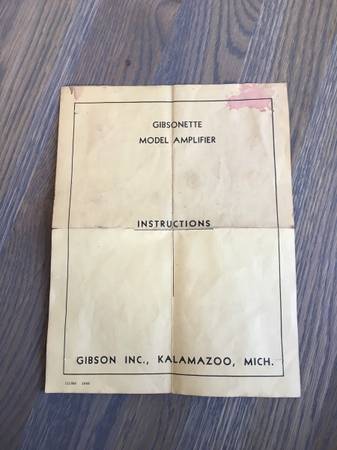 GIBSONETTE
MODEL AMPLIFIER
INSTRUCTIONS
GIBSON INC., KALAMAZOO, MICH.